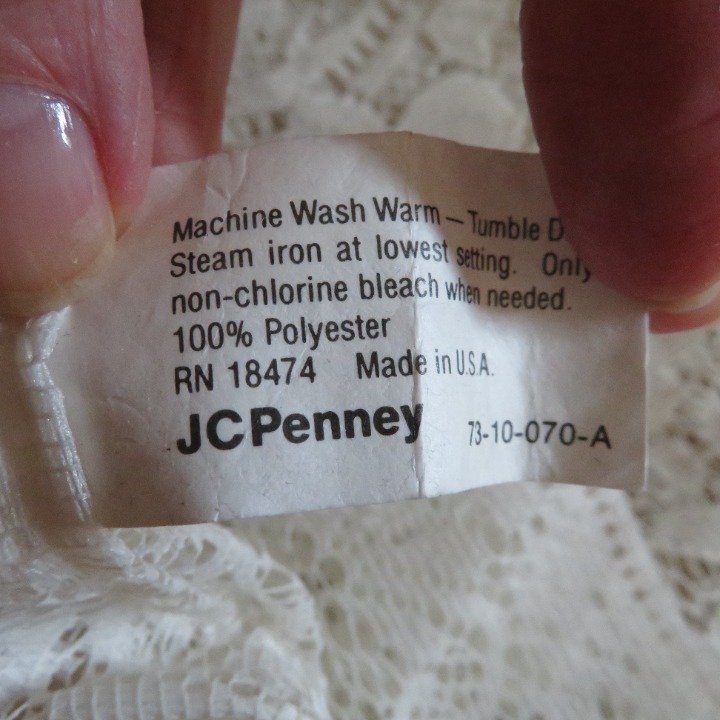 Machine Wash Warm – Tumble D
Steam iron at lowest setting. Only
non-chlorine bleach when needed.
100% Polyester
RN 18474 Made in U.S.A.
JCPenney 73-10-070-A